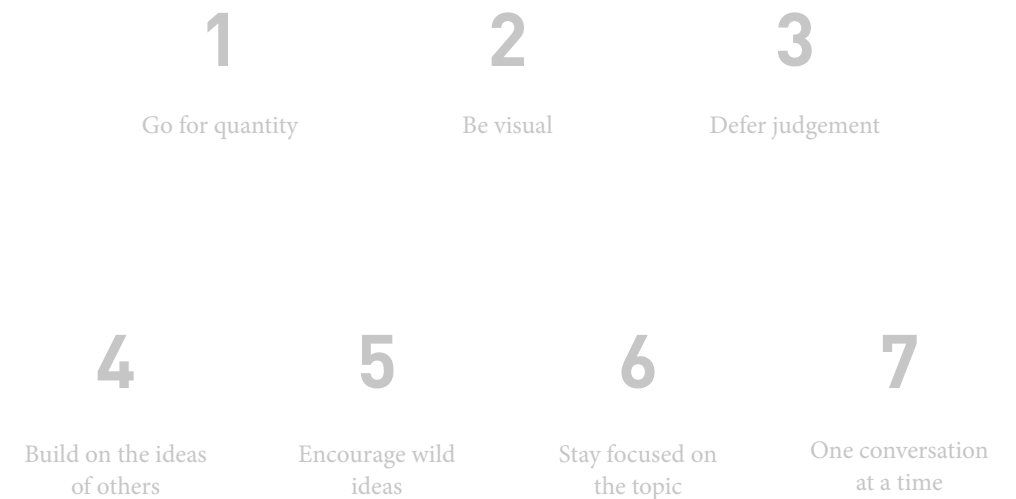 1
2
3
Go for quantity
Be visual
Defer judgement
4
5
6
7
Build on the ideas
of others
Encourage wild
ideas
Stay focused on
the topic
One conversation
at a time